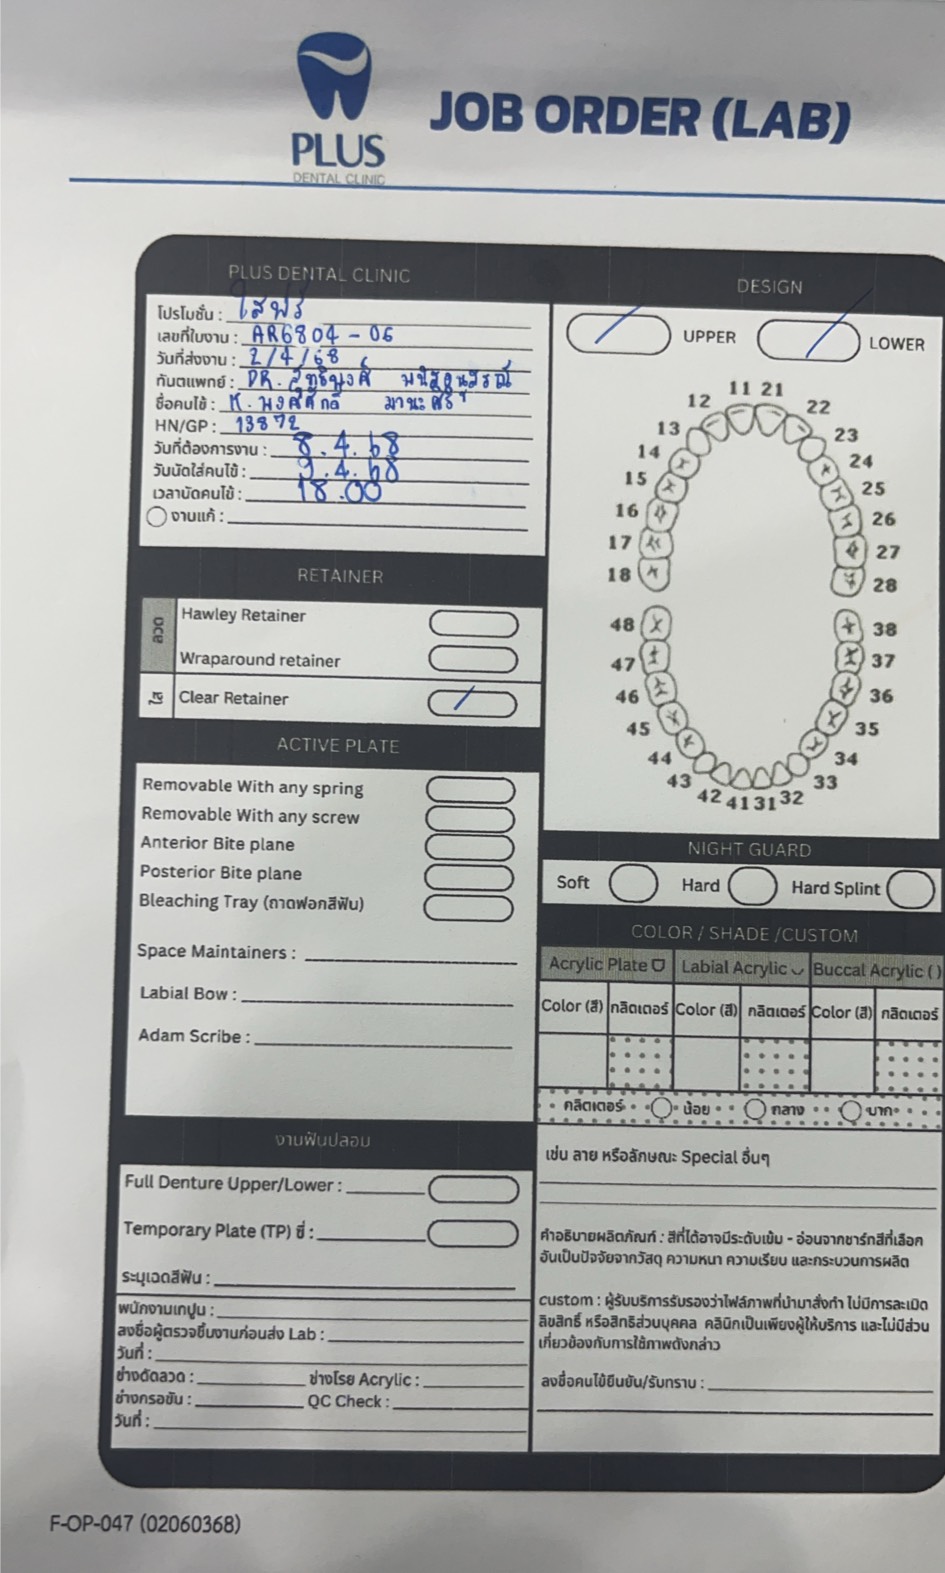 PLUS
DENTAL CLINIC
JOB ORDER (LAB)
PLUS DENTAL CLINIC
โปรโมชั่น : ใสฟรี
เลขที่ใบงาน : AR6804-06
วันที่ส่งงาน : 2/4/68
ทันตแพทย์ : DR.
ชื่อคนไข้ : K. พงศ์ศักดิ์ มานะศรี
HN/GP : 13872
วันที่ต้องการงาน : 8.4.68
วันนัดใส่คนไข้ : 9.4.68
เวลานัดคนไข้ : 18.00
งานแก้ :
DESIGN
UPPER
LOWER
11 21
12 22
13 23
14 24
15 25
16 26
17 27
18 28
48 38
47 37
46 36
45 35
44 34
43 33
42 41 31 32
RETAINER
ลวด
Hawley Retainer
Wraparound retainer
ใส
Clear Retainer
ACTIVE PLATE
Removable With any spring
Removable With any screw
Anterior Bite plane
Posterior Bite plane
Bleaching Tray (ถาดฟอกสีฟัน)
Space Maintainers :
Labial Bow :
Adam Scribe :
NIGHT GUARD
Soft Hard Hard Splint
COLOR / SHADE /CUSTOM
Acrylic Plate Labial Acrylic Buccal Acrylic ( )
Color (สี) กลิตเตอร์ Color (สี) กลิตเตอร์ Color (สี) กลิตเตอร์
กลิตเตอร์ น้อย กลาง มาก
เช่น ลาย หรือลักษณะ Special อื่นๆ
งานฟันปลอม
Full Denture Upper/Lower :
Temporary Plate (TP) ซี่ :
ระบุเฉดสีฟัน :
พนักงานเทปูน :
ลงชื่อผู้ตรวจชิ้นงานก่อนส่ง Lab :
วันที่ :
ช่างดัดลวด : ช่างโรย Acrylic :
ช่างกรอขัน : QC Check :
วันที่ :
คำอธิบายผลิตภัณฑ์ : สีที่ได้อาจมีระดับเข้ม - อ่อนจากชาร์ทสีที่เลือก
อันเป็นปัจจัยจากวัสดุ ความหนา ความเรียบ และกระบวนการผลิต
custom : ผู้รับบริการรับรองว่าไฟล์ภาพที่นำมาสั่งทำ ไม่มีการละเมิด
ลิขสิทธิ์ หรือสิทธิส่วนบุคคล คลินิกเป็นเพียงผู้ให้บริการ และไม่มีส่วน
เกี่ยวข้องกับการใช้ภาพดังกล่าว
ลงชื่อคนไข้ยืนยัน/รับทราบ :
F-OP-047 (02060368)